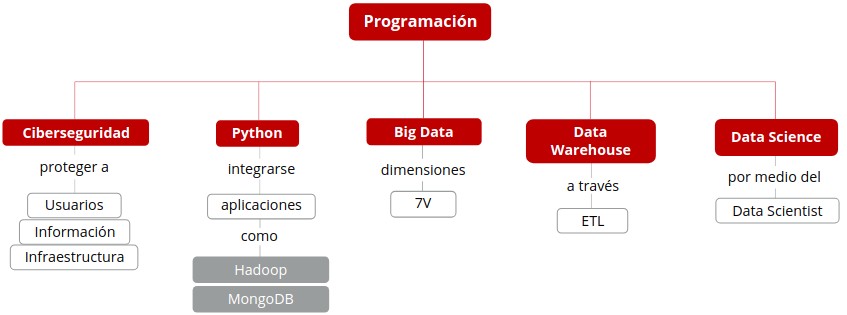 Programación
Ciberseguridad
proteger a
Usuarios
Información
Infraestructura
Python
integrarse
aplicaciones
como
Hadoop
MongoDB
Big Data
dimensiones
7V
Data
Warehouse
a través
ETL
Data Science
por medio del
Data Scientist